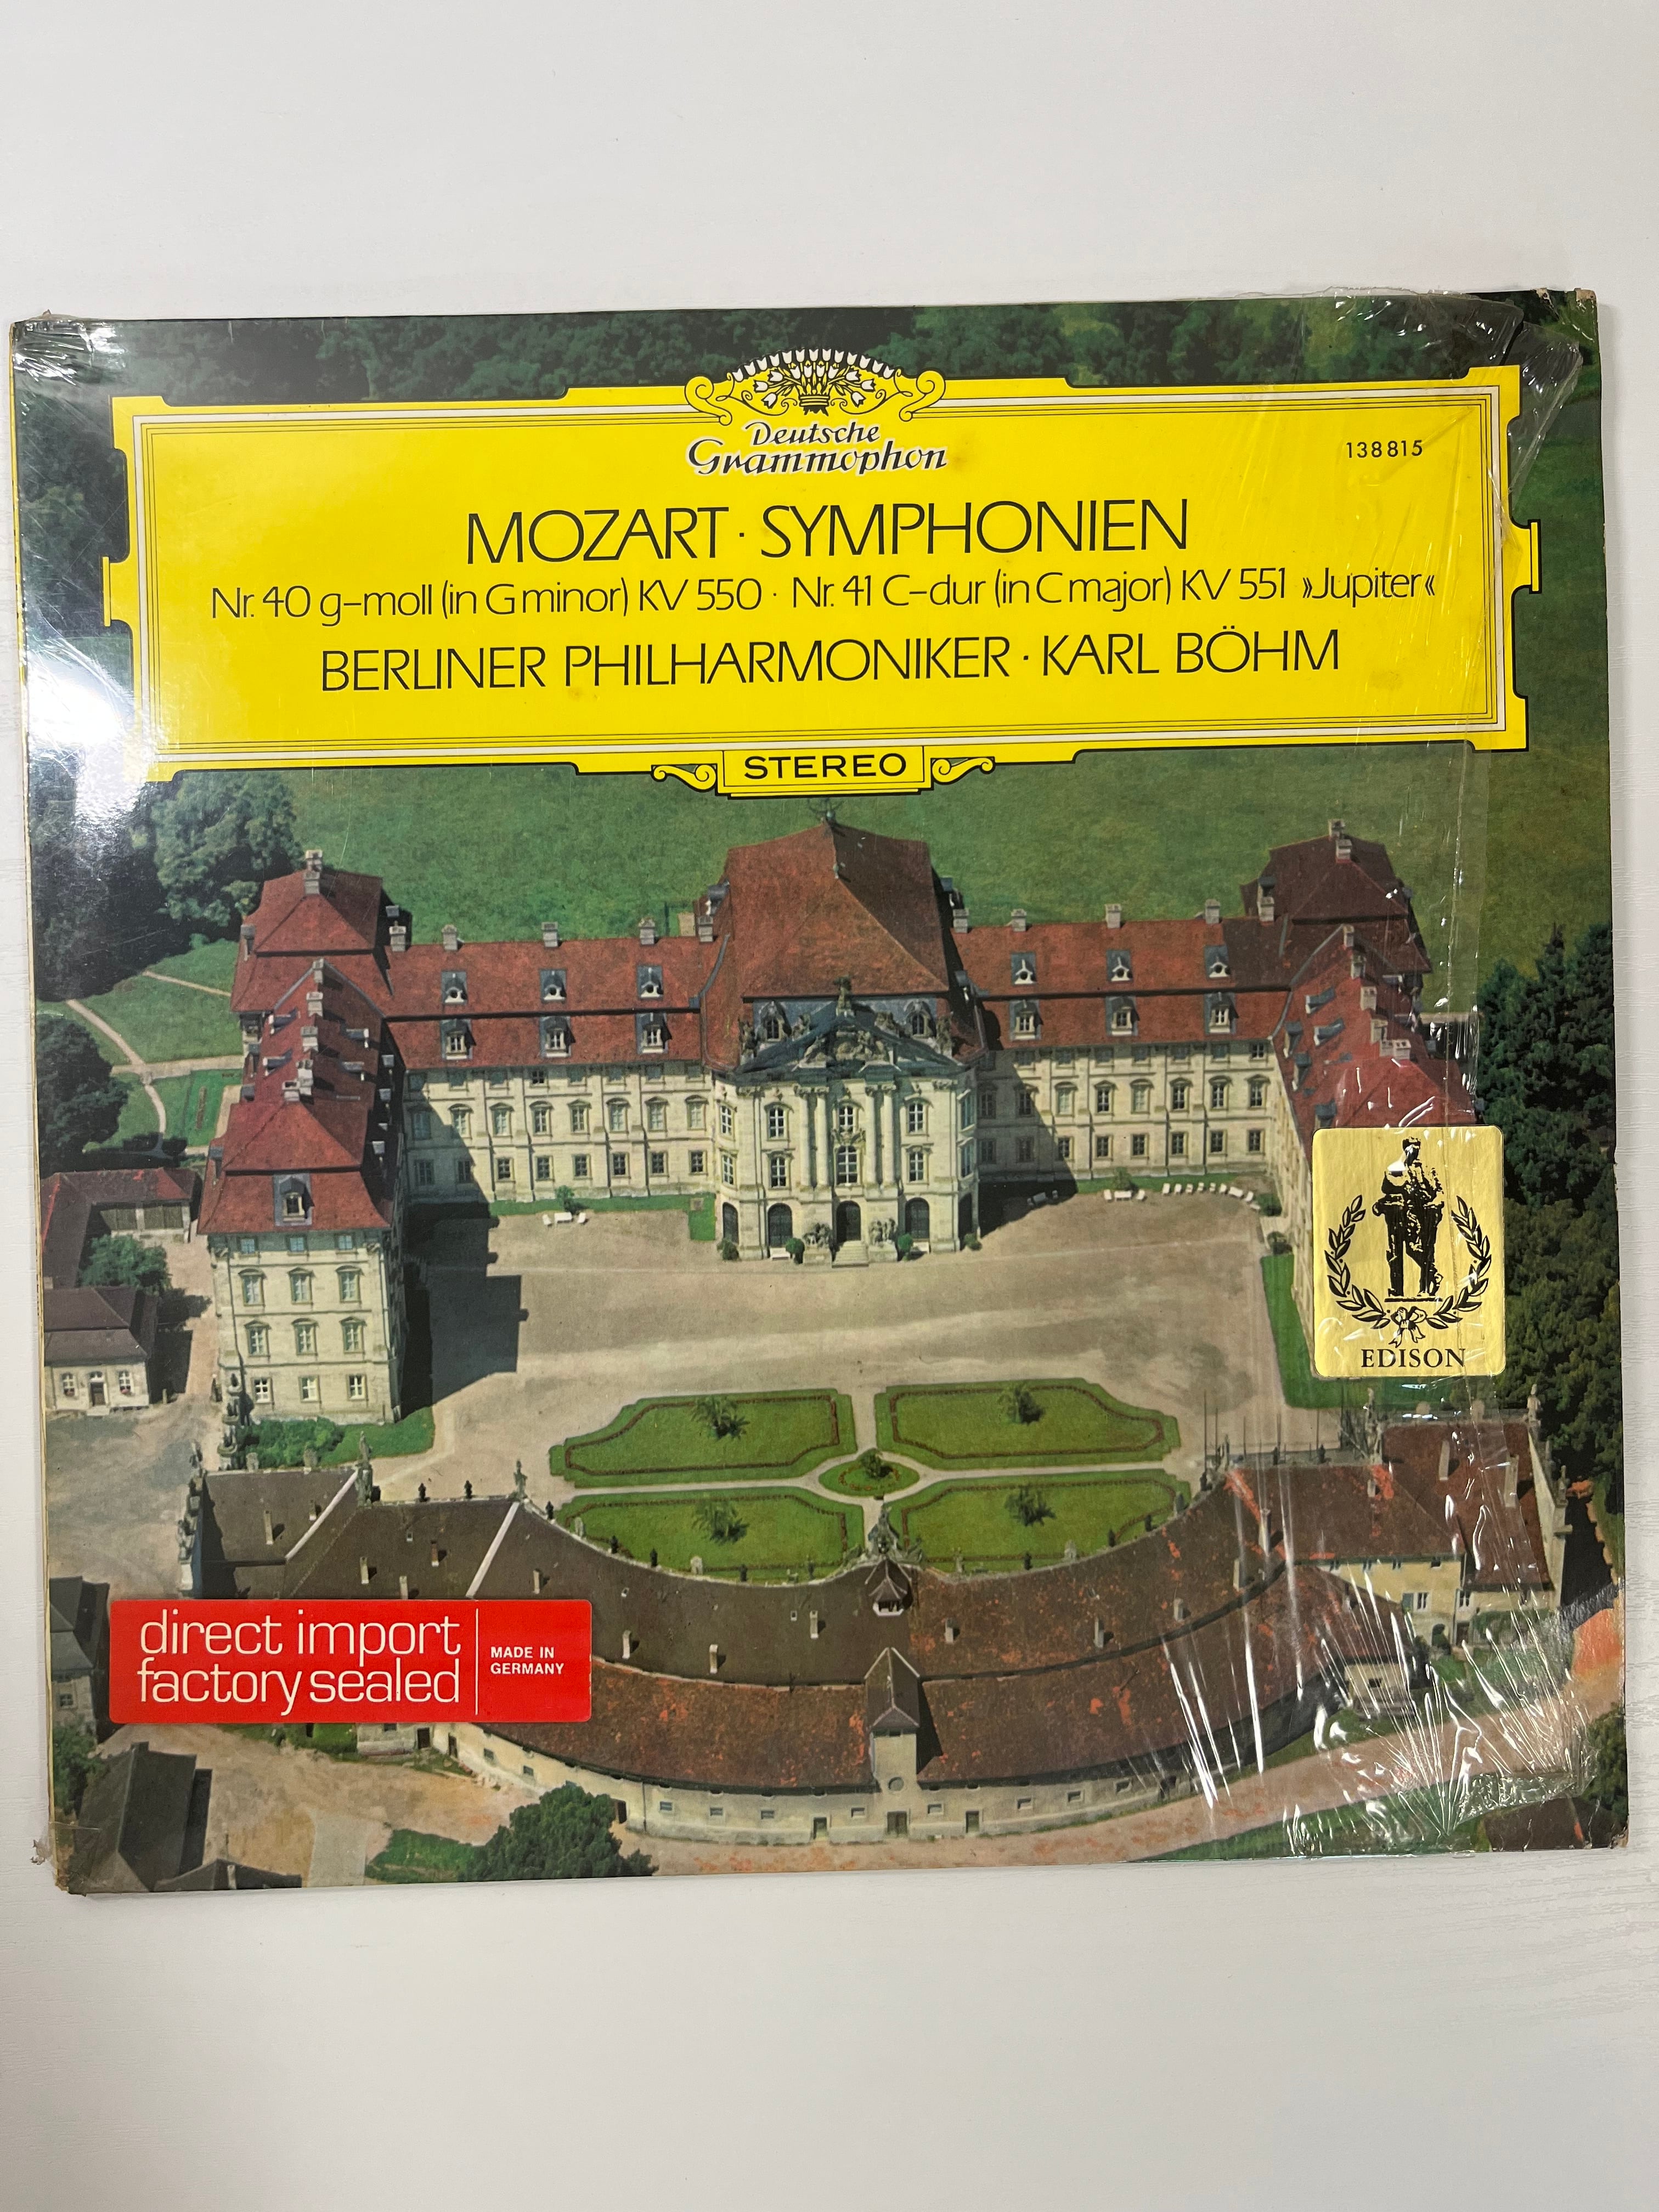 Deutsche
Grammophon
138 815
MOZART · SYMPHONIEN
Nr. 40 g-moll (in G minor) KV 550 · Nr. 41 C-dur (in C major) KV 551 »Jupiter«
BERLINER PHILHARMONIKER · KARL BÖHM
STEREO
EDISON
direct import
factory sealed
MADE IN
GERMANY